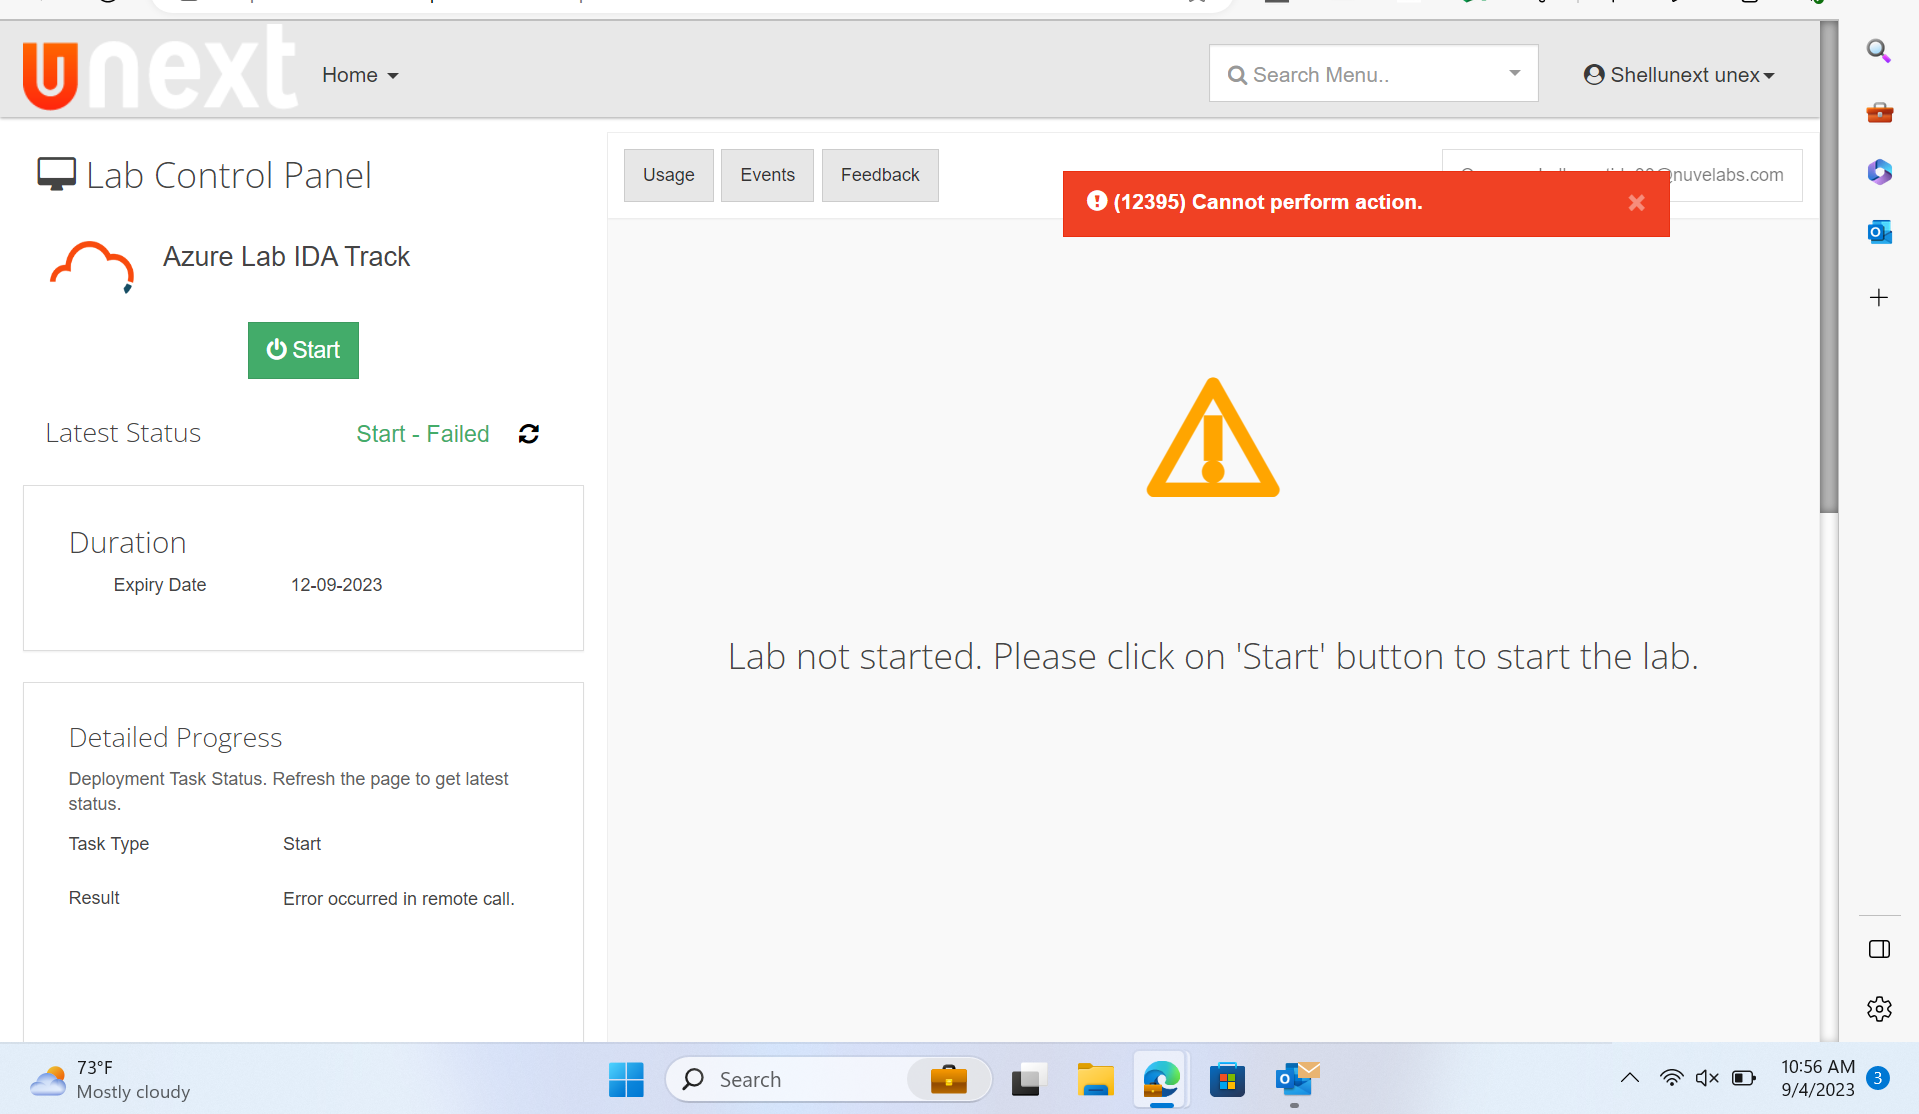 unext
Home
Search Menu..
Shellunext unex
Lab Control Panel
Usage
Events
Feedback
@nuvelabs.com
(12395) Cannot perform action.
Azure Lab IDA Track
Start
Latest Status
Start - Failed
Duration
Expiry Date
12-09-2023
Lab not started. Please click on 'Start' button to start the lab.
Detailed Progress
Deployment Task Status. Refresh the page to get latest
status.
Task Type
Start
Result
Error occurred in remote call.
73°F
Mostly cloudy
Search
10:56 AM
9/4/2023
3